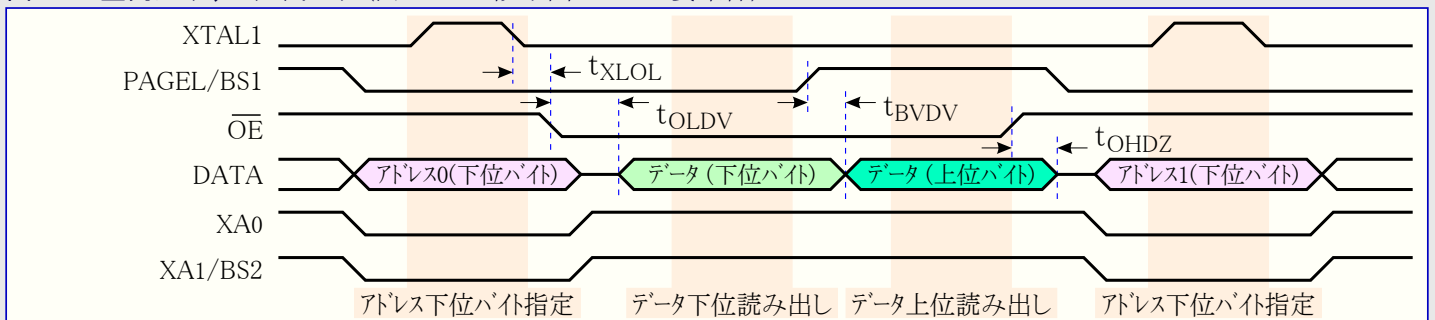 XTAL1
PAGEL/BS1
tXLOL
OE
tOLDV
tBVDV
tOHDZ
DATA
アドレス0(下位バイト)
データ (下位バイト)
データ (上位バイト)
アドレス1(下位バイト)
XA0
XA1/BS2
アドレス下位バイト指定
データ下位読み出し
データ上位読み出し
アドレス下位バイト指定